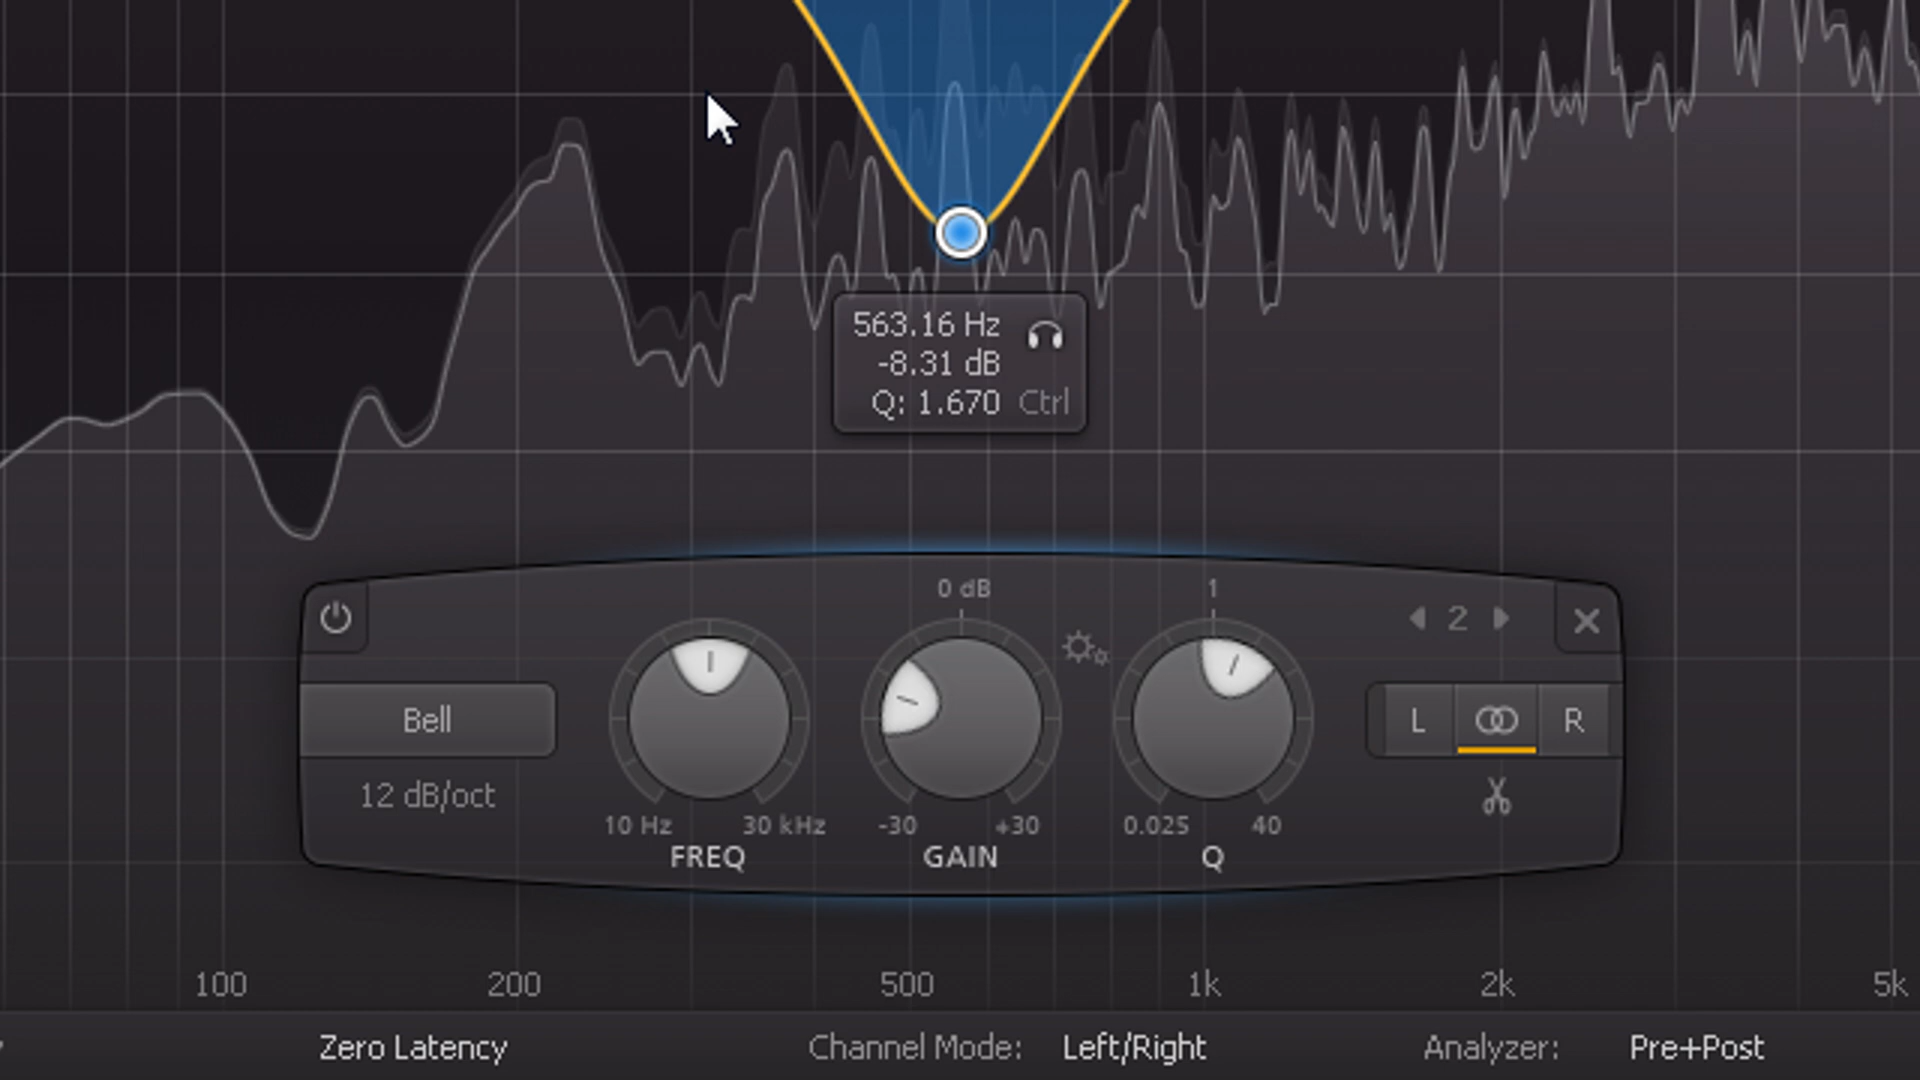 563.16 Hz
-8.31 dB
Q: 1.670 Ctrl
0 dB
1
2
Bell
L
R
12 dB/oct
10 Hz
30 kHz
FREQ
-30
+30
GAIN
0.025
40
Q
100
200
500
1k
2k
5k
Zero Latency
Channel Mode: Left/Right
Analyzer: Pre+Post